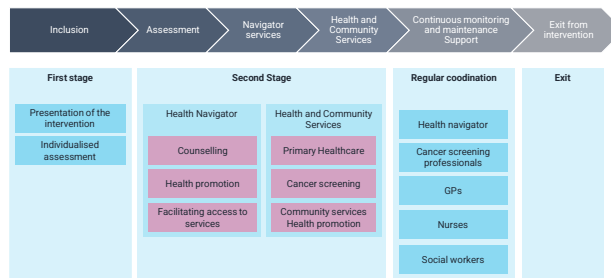 Inclusion
Assessment
Navigator
services
Health and
Community
Services
Continuous monitoring
and maintenance
Support
Exit from
intervention
First stage
Presentation of the
intervention
Individualised
assessment
Second Stage
Health Navigator
Counselling
Health promotion
Facilitating access to
services
Health and Community
Services
Primary Healthcare
Cancer screening
Community services
Health promotion
Regular coodination
Health navigator
Cancer screening
professionals
GPs
Nurses
Social workers
Exit